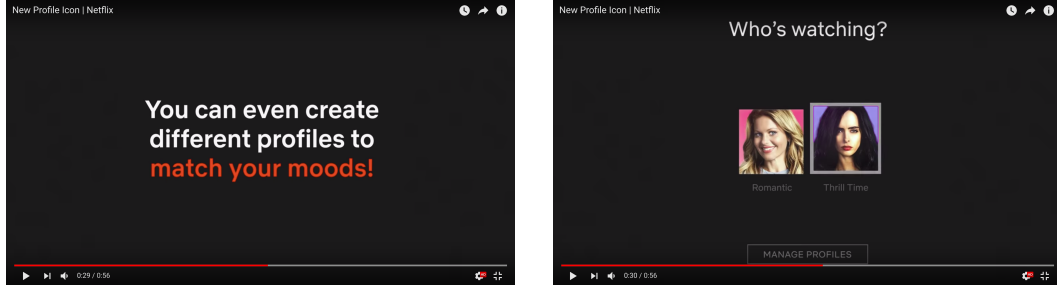 New Profile Icon | Netflix
You can even create
different profiles to
match your moods!
0:29 / 0:56
New Profile Icon | Netflix
Who's watching?
Romantic
Thrill Time
MANAGE PROFILES
0:30 / 0:56